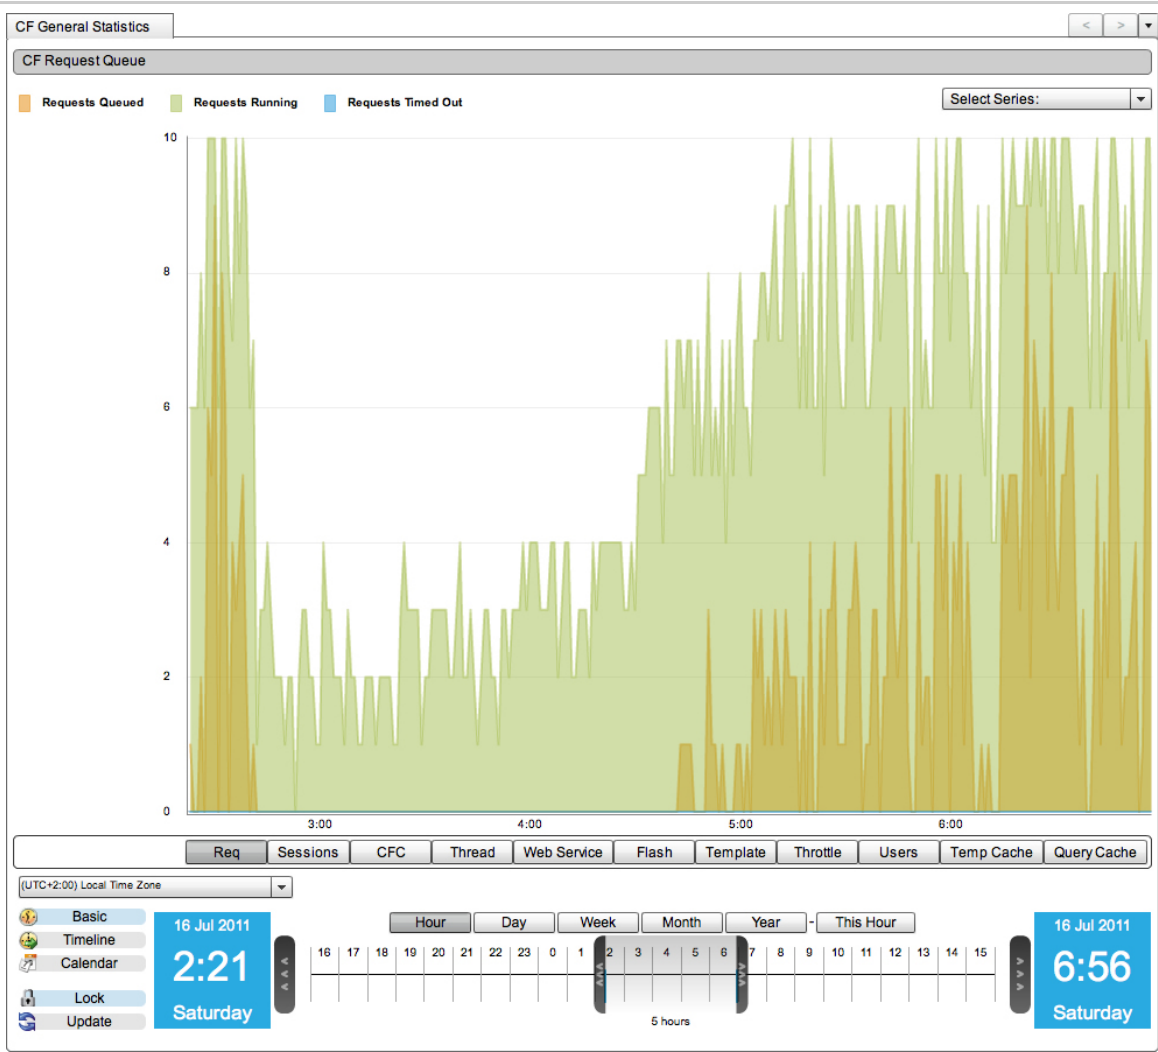 CF General Statistics < >
CF Request Queue
Requests Queued Requests Running Requests Timed Out Select Series:
10
8
6
4
2
0
3:00 4:00 5:00 6:00
Req Sessions CFC Thread Web Service Flash Template Throttle Users Temp Cache Query Cache
(UTC+2:00) Local Time Zone
Basic
Timeline
Calendar
Lock
Update
16 Jul 2011
2:21
Saturday
Hour Day Week Month Year - This Hour
16 17 18 19 20 21 22 23 0 1 2 3 4 5 6 7 8 9 10 11 12 13 14 15
5 hours
16 Jul 2011
6:56
Saturday